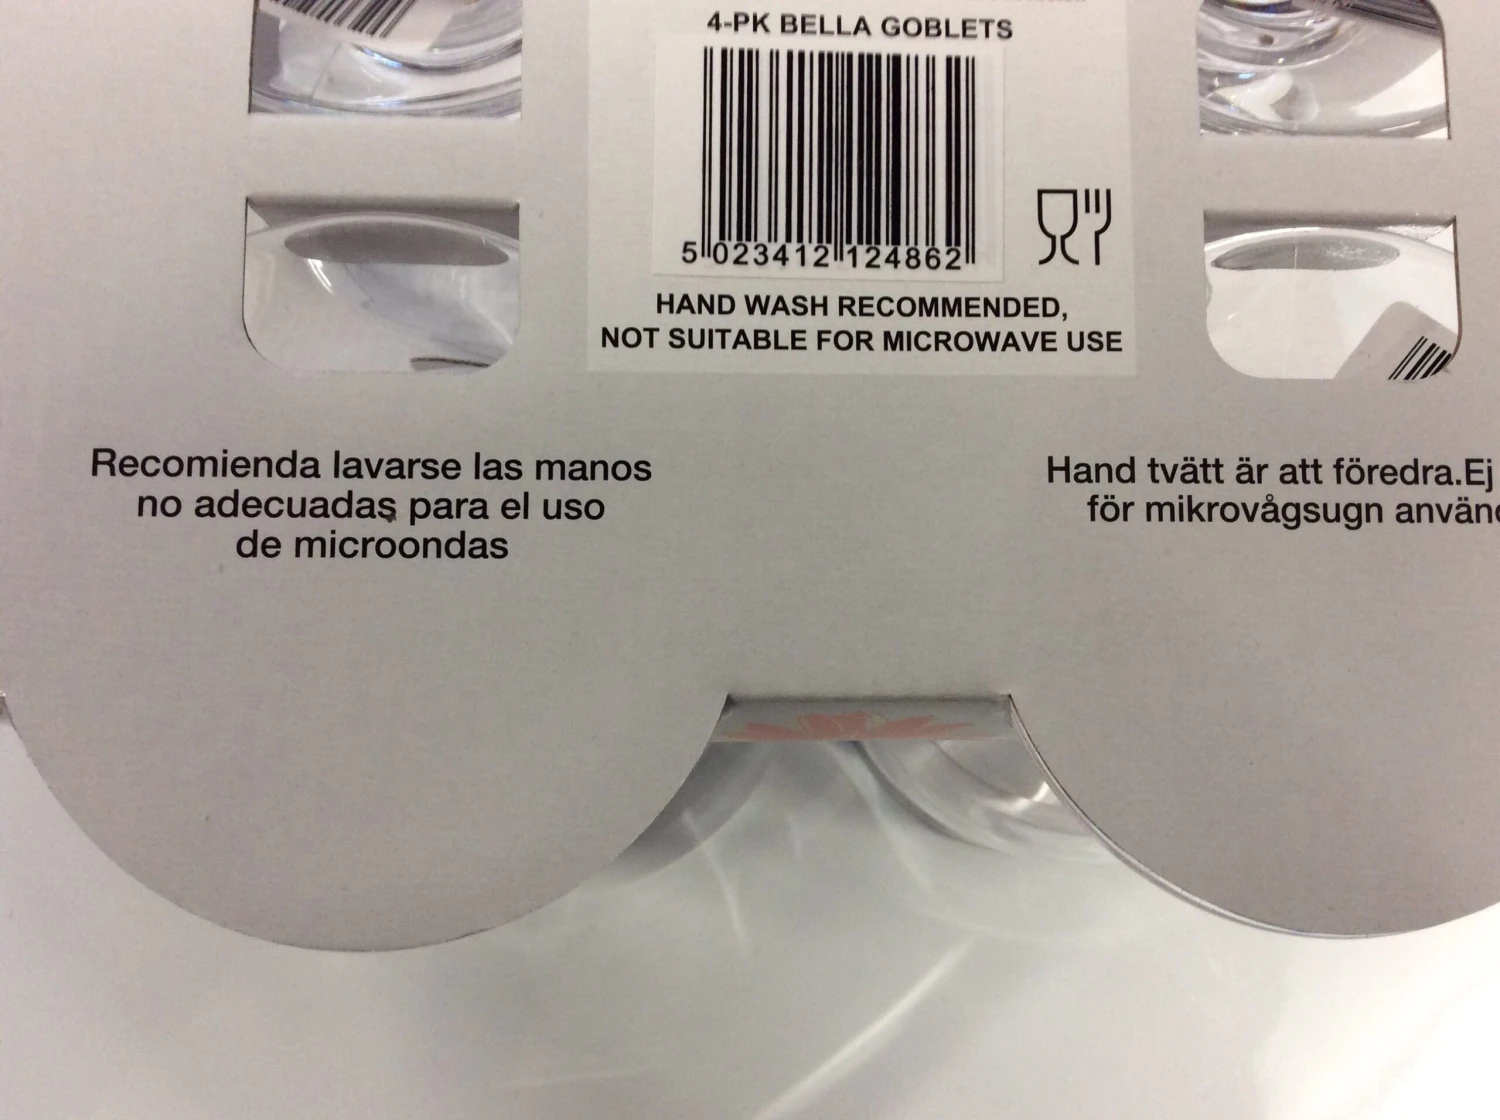 4-PK BELLA GOBLETS
5 023412 124862
HAND WASH RECOMMENDED,
NOT SUITABLE FOR MICROWAVE USE
Recomienda lavarse las manos
no adecuadas para el uso
de microondas
Hand tvätt är att föredra.Ej
för mikrovågsugn